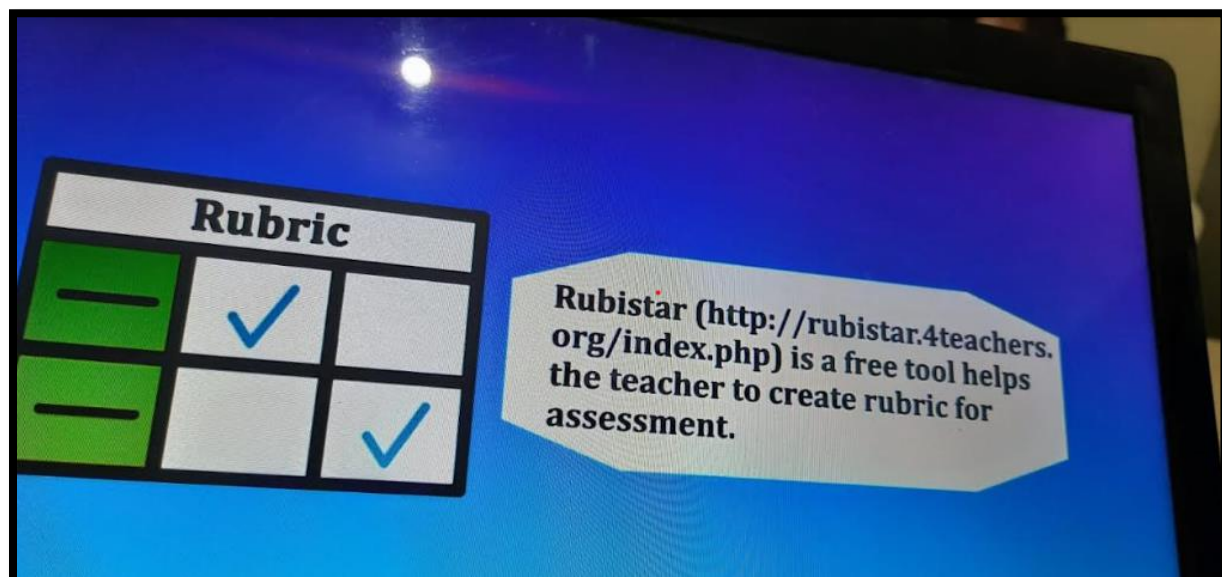 Rubric
Rubistar (http://rubistar.4teachers.
org/index.php) is a free tool helps
the teacher to create rubric for
assessment.